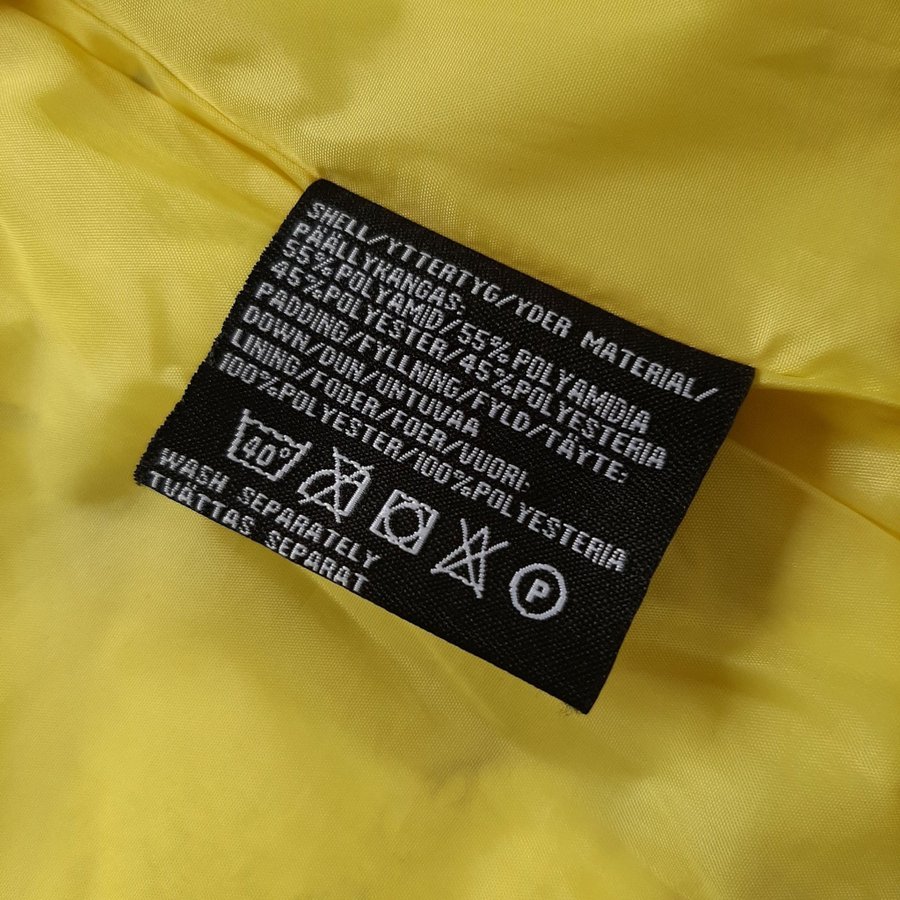 SHELL/YTTERTYG/YDER MATERIAL/
PÄÄLLYKANGAS:
55%POLYAMID/55%POLYAMIDIA
45%POLYESTER/45%POLYESTERIA
PADDING/FYLLNING/FYLD/TÄYTE:
DOWN/DUN/UNTUVAA
LINING/FODER/FOER/VUORI:
100%POLYESTER/100%POLYESTERIA
40°
P
WASH SEPARATELY
TVÄTTAS SEPARAT